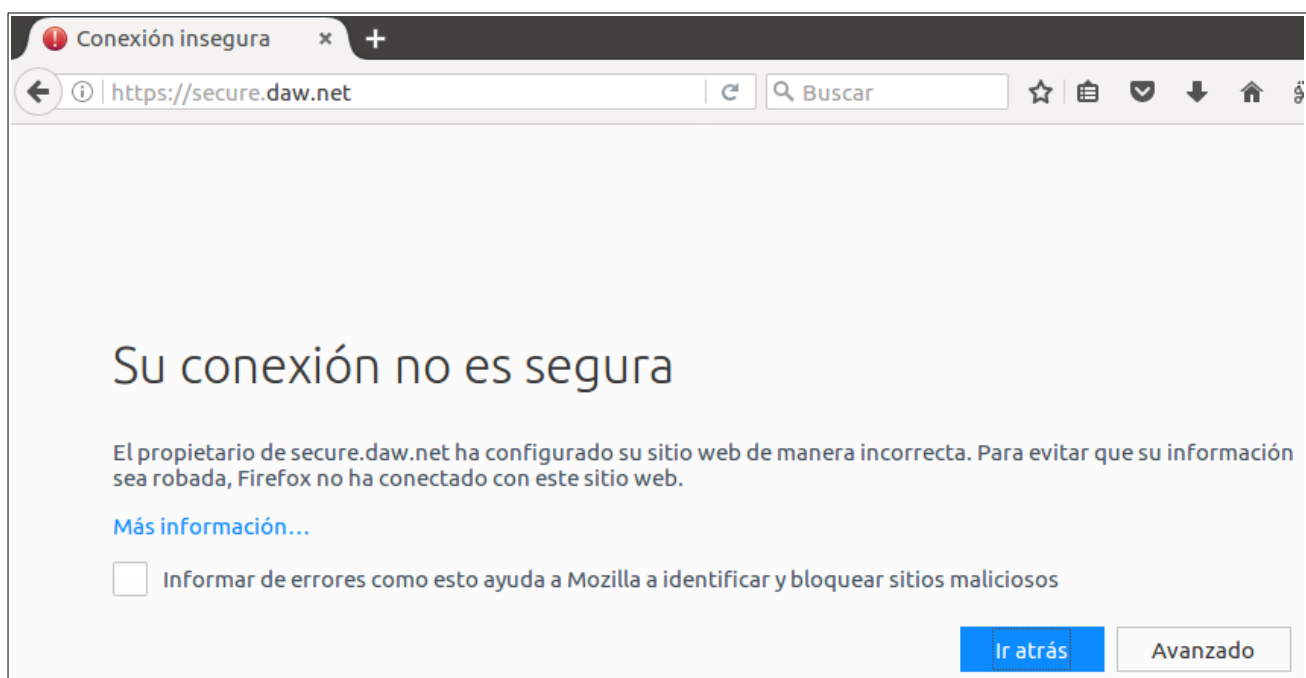 Conexión insegura
https://secure.daw.net
Buscar
Su conexión no es segura
El propietario de secure.daw.net ha configurado su sitio web de manera incorrecta. Para evitar que su información
sea robada, Firefox no ha conectado con este sitio web.
Más información…
Informar de errores como esto ayuda a Mozilla a identificar y bloquear sitios maliciosos
Ir atrás
Avanzado